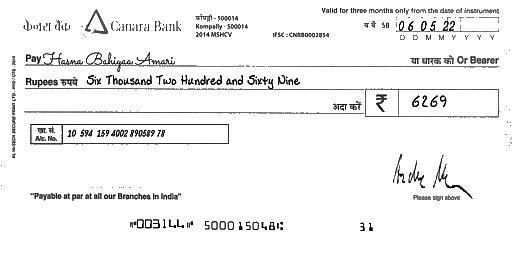 केनरा बैंक Canara Bank
कोंपल्ली - 500014
Kompally - 500014
2014 MSHCV
IFSC : CNRB0002854
Valid for three months only from the date of instrument
SB 06 05 22
D D M M Y Y Y Y
Pay Hasna Bahiyaa Amari या धारक को Or Bearer
Rupees रुपये Six Thousand Two Hundred and Sixty Nine
अदा करें ₹ 6269
खा. सं.
A/c. No. 10 594 159 4002 890589 78
Please sign above
"Payable at par at all our Branches in India"
⑈003144⑈ 500015048⑆ 31